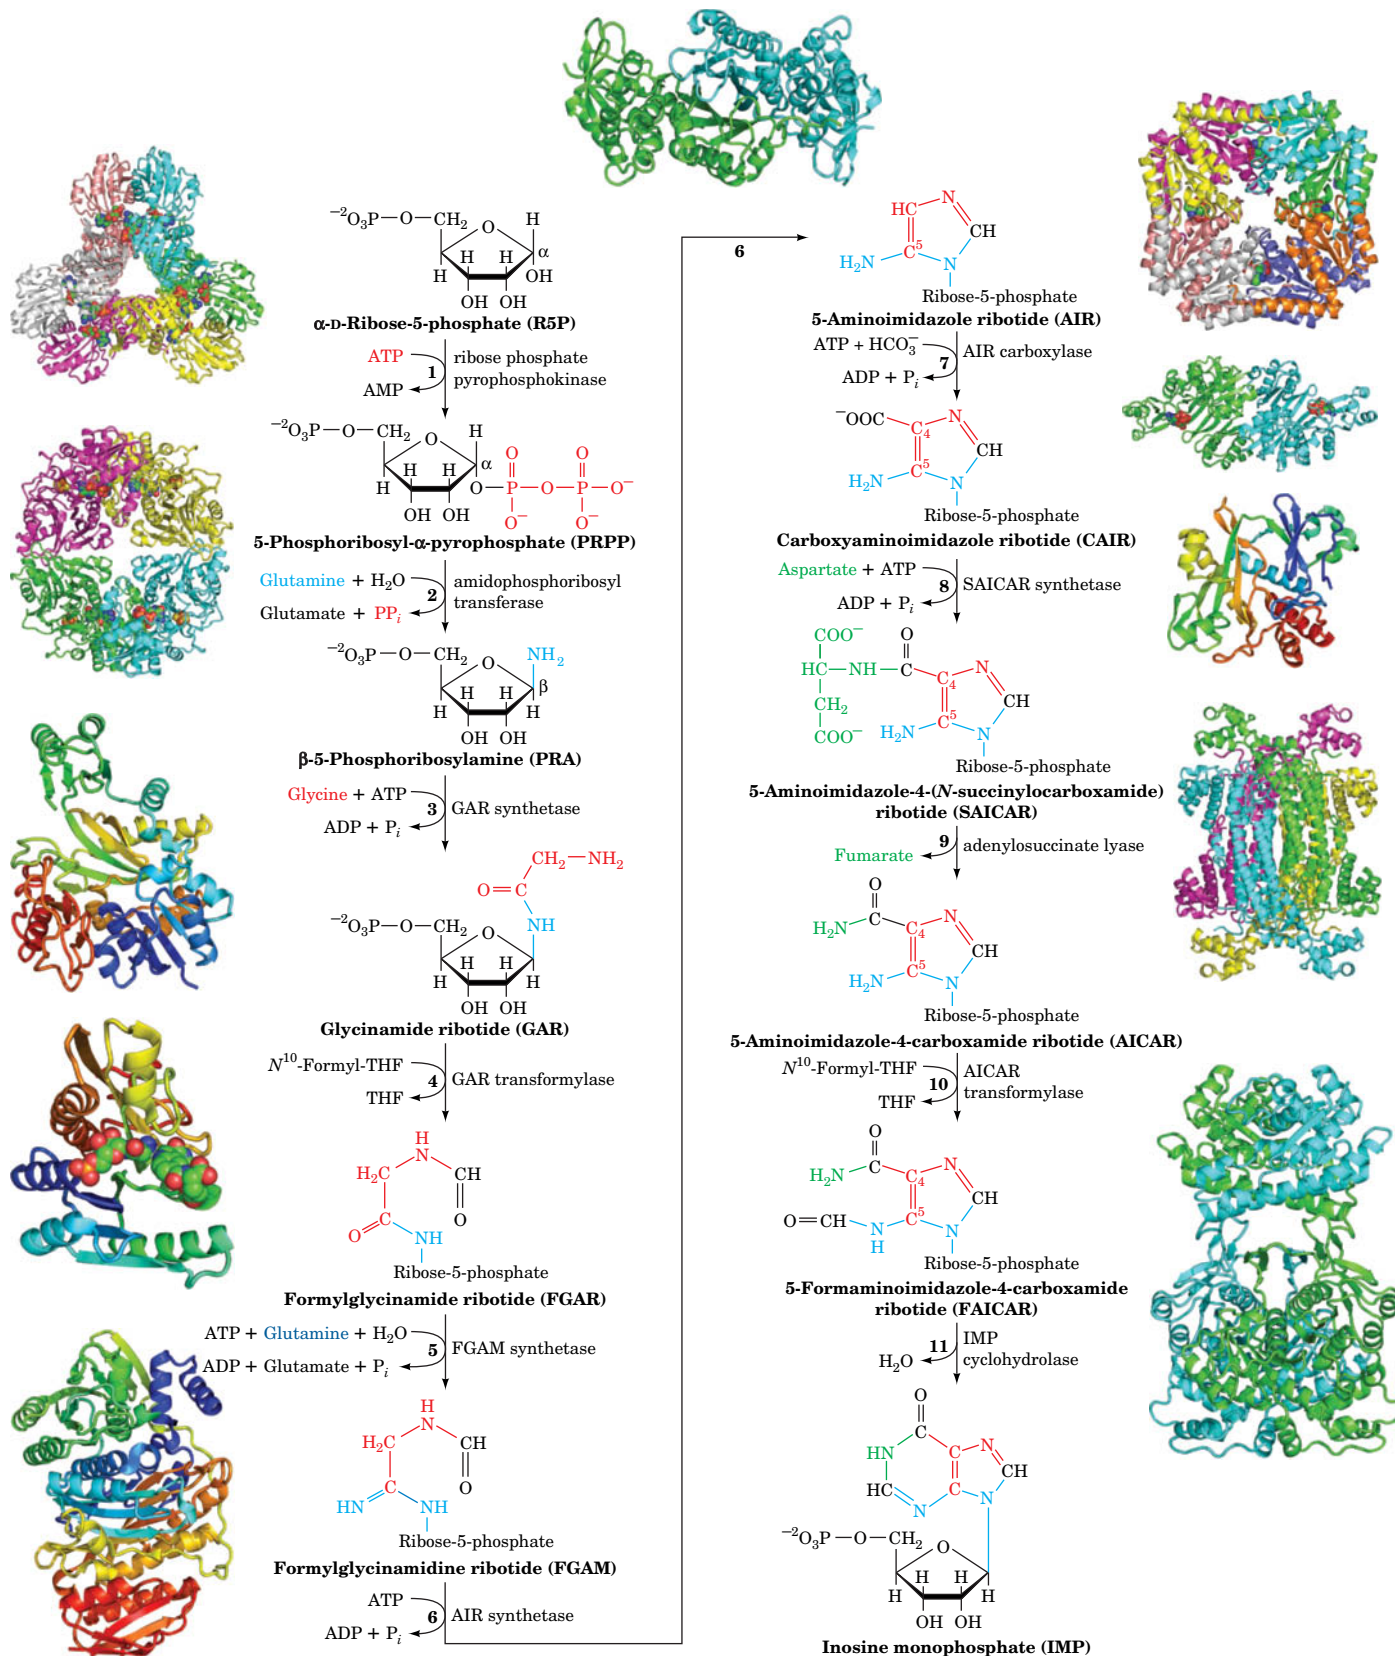 ⁻²O₃P—O—CH₂ O H
H H α
H OH
OH OH
α-D-Ribose-5-phosphate (R5P)
ATP
1
ribose phosphate
pyrophosphokinase
AMP
⁻²O₃P—O—CH₂ O H
H H α O O
H O—P—O—P—O⁻
OH OH O⁻ O⁻
5-Phosphoribosyl-α-pyrophosphate (PRPP)
Glutamine + H₂O
2
amidophosphoribosyl
transferase
Glutamate + PPᵢ
⁻²O₃P—O—CH₂ O NH₂
H H β
H H
OH OH
β-5-Phosphoribosylamine (PRA)
Glycine + ATP
3 GAR synthetase
ADP + Pᵢ
CH₂—NH₂
O=C
NH
⁻²O₃P—O—CH₂ O
H H
H H
OH OH
Glycinamide ribotide (GAR)
N¹⁰-Formyl-THF
4 GAR transformylase
THF
H
N
H₂C CH
C O
O NH
Ribose-5-phosphate
Formylglycinamide ribotide (FGAR)
ATP + Glutamine + H₂O
5 FGAM synthetase
ADP + Glutamate + Pᵢ
H
N
H₂C CH
C O
HN NH
Ribose-5-phosphate
Formylglycinamidine ribotide (FGAM)
ATP
6 AIR synthetase
ADP + Pᵢ
6
HC N
CH
C⁵
H₂N N
Ribose-5-phosphate
5-Aminoimidazole ribotide (AIR)
ATP + HCO₃⁻
7 AIR carboxylase
ADP + Pᵢ
⁻OOC C₄ N
CH
C⁵
H₂N N
Ribose-5-phosphate
Carboxyaminoimidazole ribotide (CAIR)
Aspartate + ATP
8 SAICAR synthetase
ADP + Pᵢ
COO⁻ O
HC—NH—C C₄ N
CH₂ CH
C⁵
COO⁻ H₂N N
Ribose-5-phosphate
5-Aminoimidazole-4-(N-succinylocarboxamide)
ribotide (SAICAR)
9 adenylosuccinate lyase
Fumarate
O
C N
H₂N C₄
CH
C⁵
H₂N N
Ribose-5-phosphate
5-Aminoimidazole-4-carboxamide ribotide (AICAR)
N¹⁰-Formyl-THF
10
AICAR
transformylase
THF
O
C N
H₂N C₄
CH
O=CH N C⁵ N
H
Ribose-5-phosphate
5-Formaminoimidazole-4-carboxamide
ribotide (FAICAR)
11
IMP
cyclohydrolase
H₂O
O
C N
HN C
CH
HC C
N N
⁻²O₃P—O—CH₂ O
H H
H H
OH OH
Inosine monophosphate (IMP)